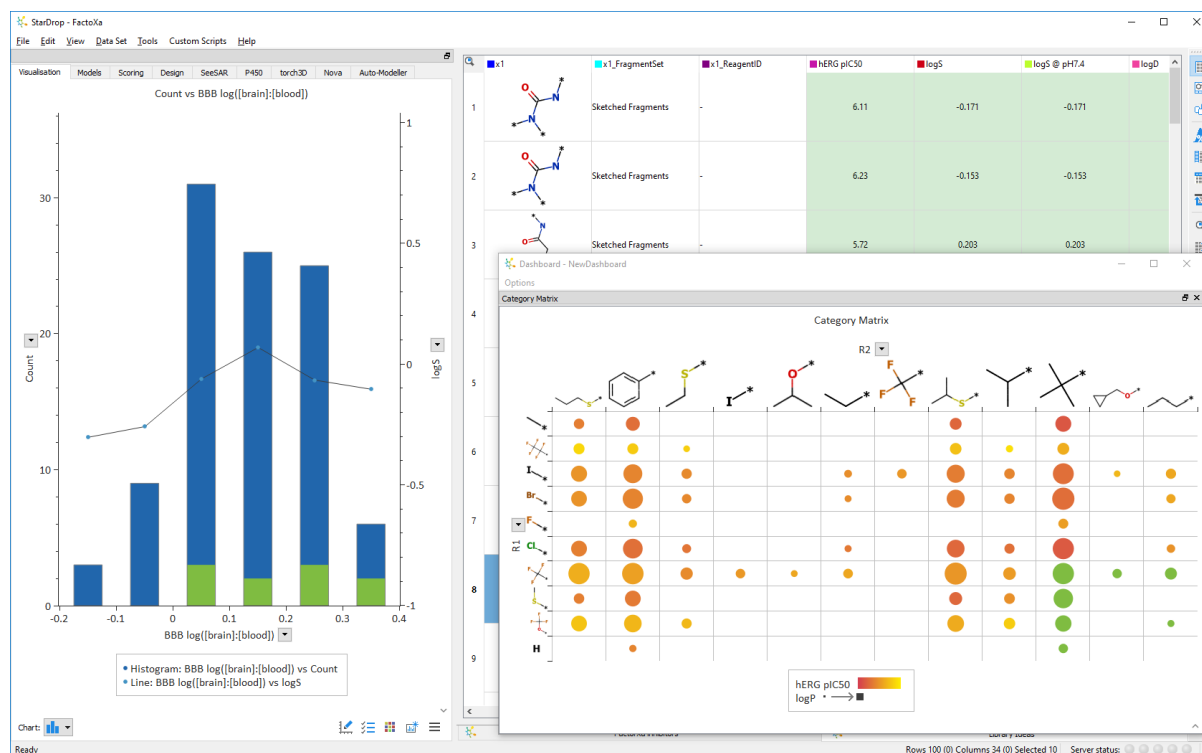 StarDrop - FactoXa
File Edit View Data Set Tools Custom Scripts Help
Visualisation Models Scoring Design SeeSAR P450 torch3D Nova Auto-Modeller
Count vs BBB log([brain]:[blood])
30
20
10
0
Count
1
0.5
0
-0.5
-1
logS
-0.2 -0.1 0 0.1 0.2 0.3 0.4
BBB log([brain]:[blood])
Histogram: BBB log([brain]:[blood]) vs Count
Line: BBB log([brain]:[blood]) vs logS
Chart:
x1 x1_FragmentSet x1_ReagentID hERG pIC50 logS logS @ pH7.4 logD
1 O N N * * * Sketched Fragments - 6.11 -0.171 -0.171
2 O N N * * * Sketched Fragments - 6.23 -0.153 -0.153
3 * N O Sketched Fragments - 5.72 0.203 0.203
4
5
6
7
8
9
Dashboard - NewDashboard
Options
Category Matrix
Category Matrix
R2
S * * S * I * O * * F F F * S * * * O * *
R1
*
I *
Br *
F *
Cl *
F F F *
S *
H
hERG pIC50
logP
Library Ideas
Ready
Rows 100 (0) Columns 34 (0) Selected 10 Server status: